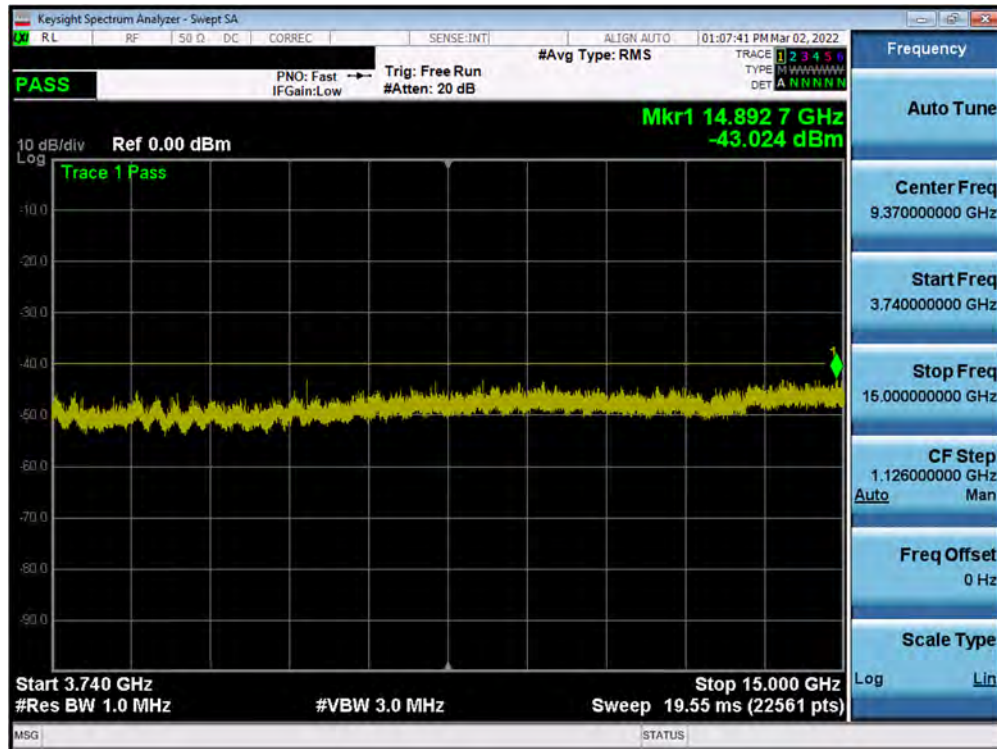 Keysight Spectrum Analyzer - Swept SA
LXI RL RF 50 Ω DC CORREC SENSE:INT ALIGN AUTO 01:07:41 PM Mar 02, 2022
#Avg Type: RMS TRACE 1 2 3 4 5 6
PASS PNO: Fast Trig: Free Run TYPE M WWWWW
IFGain:Low #Atten: 20 dB DET A N N N N N
Mkr1 14.892 7 GHz
10 dB/div Ref 0.00 dBm -43.024 dBm
Log
Trace 1 Pass
-10.0
-20.0
-30.0
-40.0
1
-50.0
-60.0
-70.0
-80.0
-90.0
Start 3.740 GHz Stop 15.000 GHz
#Res BW 1.0 MHz #VBW 3.0 MHz Sweep 19.55 ms (22561 pts)
MSG STATUS
Frequency
Auto Tune
Center Freq
9.370000000 GHz
Start Freq
3.740000000 GHz
Stop Freq
15.000000000 GHz
CF Step
1.126000000 GHz
Auto Man
Freq Offset
0 Hz
Scale Type
Log Lin